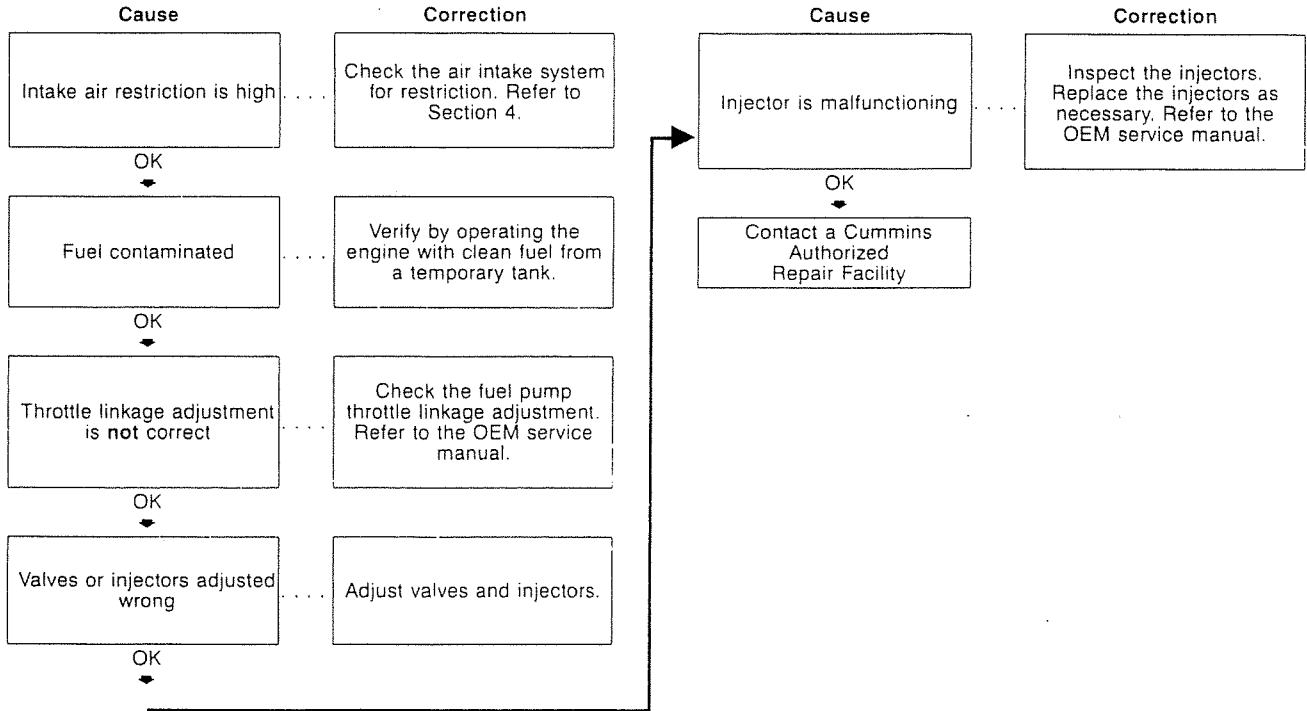 Cause
Correction
Intake air restriction is high
. . . .
Check the air intake system
for restriction. Refer to
Section 4.
OK
Fuel contaminated
. . . .
Verify by operating the
engine with clean fuel from
a temporary tank.
OK
Throttle linkage adjustment
is not correct
. . . .
Check the fuel pump
throttle linkage adjustment.
Refer to the OEM service
manual.
OK
Valves or injectors adjusted
wrong
. . . .
Adjust valves and injectors.
OK
Cause
Correction
Injector is malfunctioning
. . . .
Inspect the injectors.
Replace the injectors as
necessary. Refer to the
OEM service manual.
OK
Contact a Cummins
Authorized
Repair Facility